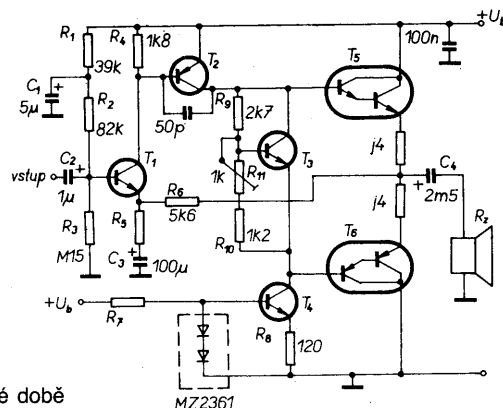 +U_b
R₁
39k
R₄
1k8
100n
T₂
T₅
C₁
5µ
R₂
82k
50p
R₉
2k7
T₃
j4
vstup
C₂
1µ
T₁
R₆
5k6
1k
R₁₁
C₄
2m5
j4
R₃
M15
R₅
C₃
100µ
R₁₀
1k2
T₆
R_z
+U_b
R₇
R₈
T₄
120
MZ2361
é době